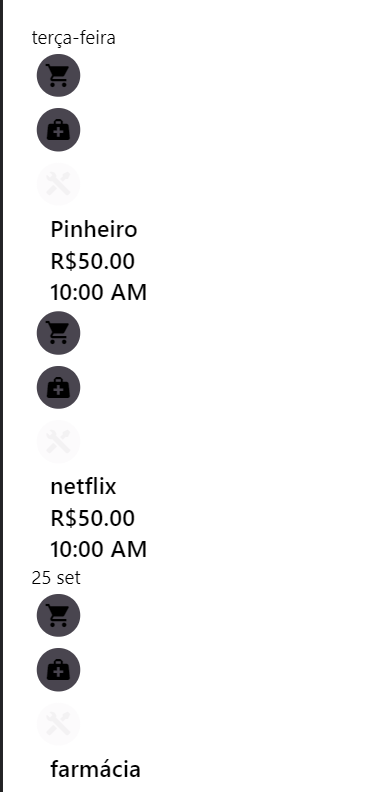 terça-feira
Pinheiro
R$50.00
10:00 AM
netflix
R$50.00
10:00 AM
25 set
farmácia